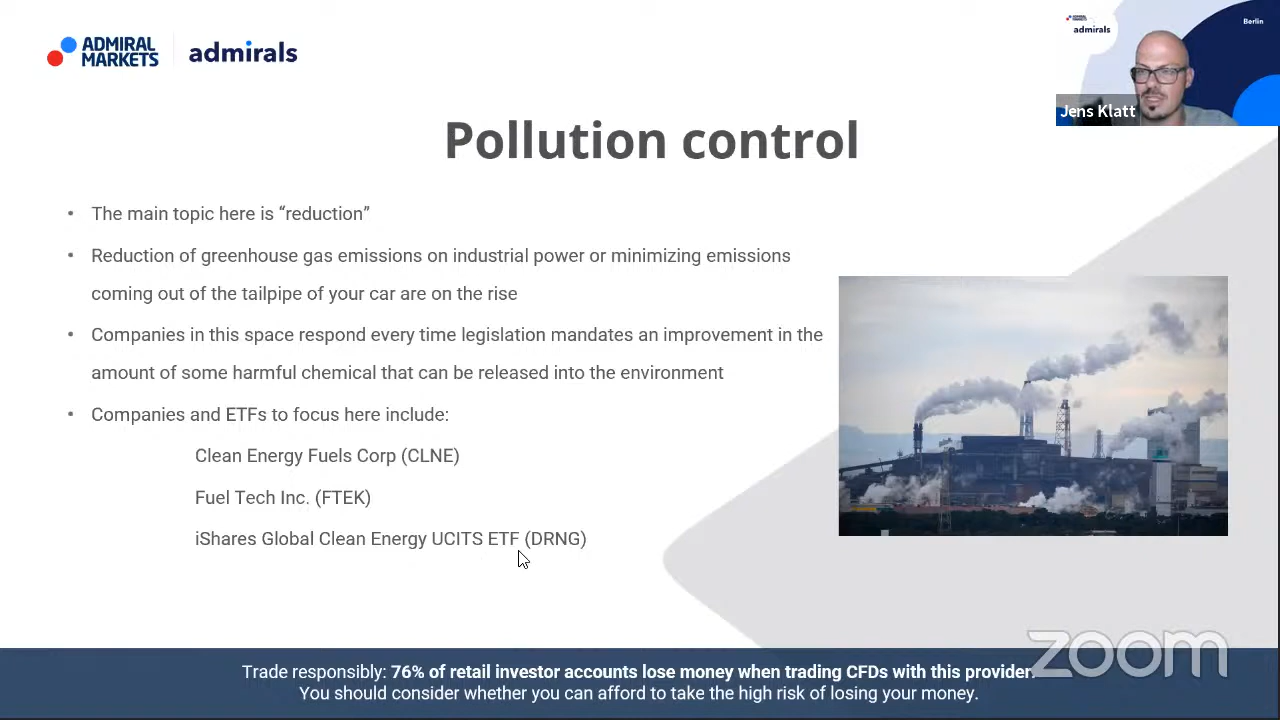 ADMIRAL
MARKETS
admirals
admirals
Berlin
Jens Klatt
Pollution control
• The main topic here is “reduction”
• Reduction of greenhouse gas emissions on industrial power or minimizing emissions
coming out of the tailpipe of your car are on the rise
• Companies in this space respond every time legislation mandates an improvement in the
amount of some harmful chemical that can be released into the environment
• Companies and ETFs to focus here include:
Clean Energy Fuels Corp (CLNE)
Fuel Tech Inc. (FTEK)
iShares Global Clean Energy UCITS ETF (DRNG)
zoom
Trade responsibly: 76% of retail investor accounts lose money when trading CFDs with this provider.
You should consider whether you can afford to take the high risk of losing your money.